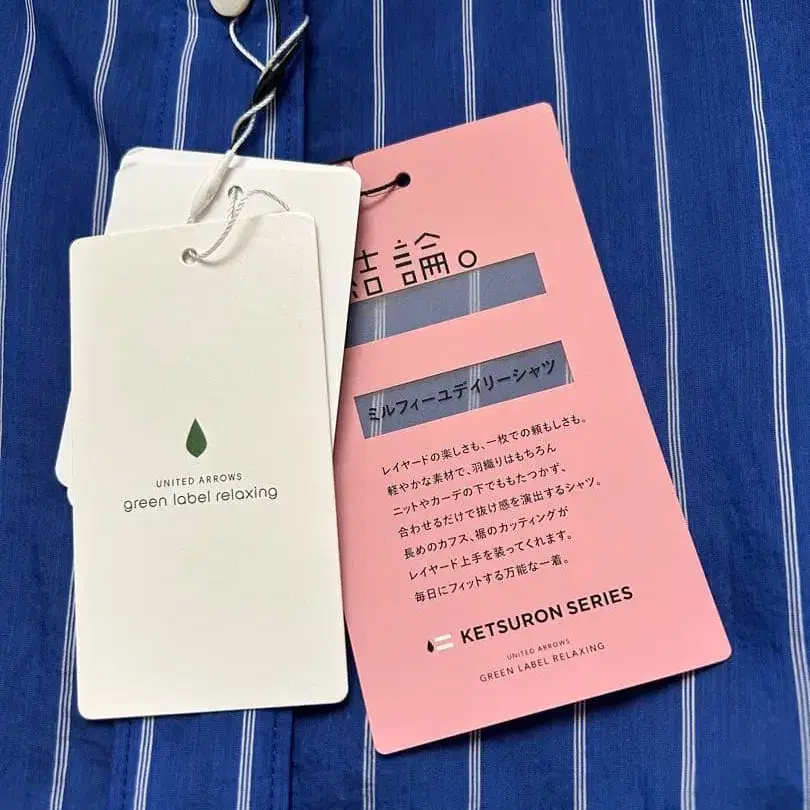 UNITED ARROWS
green label relaxing
結論。
ミルフィーユデイリーシャツ
レイヤードの楽しさも、一枚での頼もしさも。
軽やかな素材で、羽織りはもちろん
ニットやカーデの下でももたつかず、
合わせるだけで抜け感を演出するシャツ。
長めのカフス、裾のカッティングが
レイヤード上手を装ってくれます。
毎日にフィットする万能な一着。
KETSURON SERIES
UNITED ARROWS
GREEN LABEL RELAXING